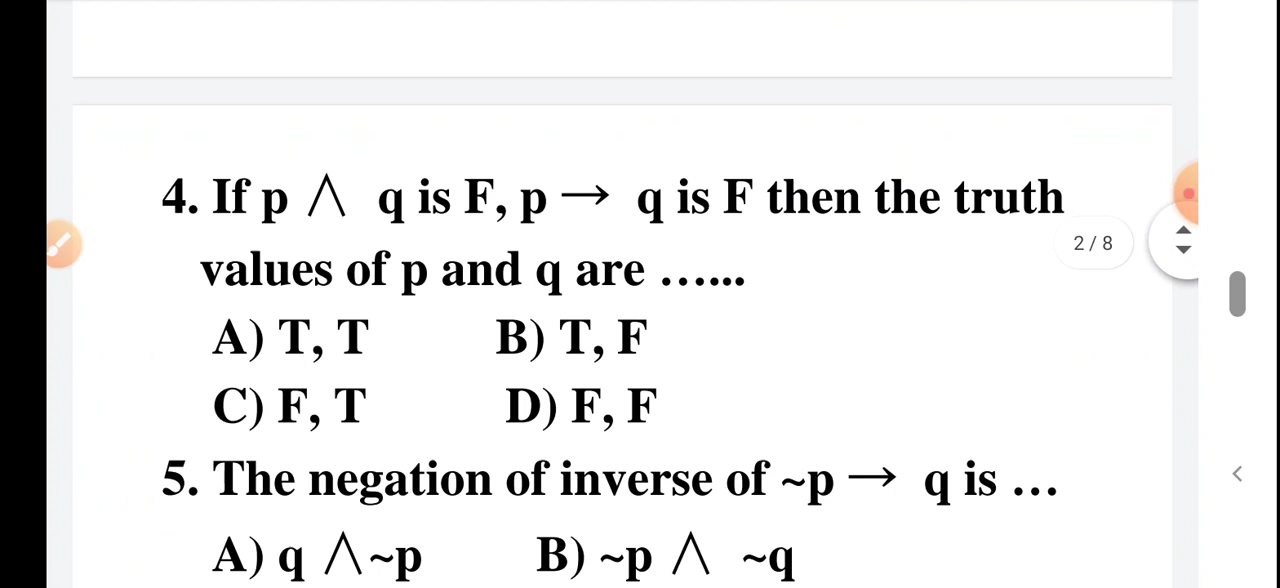 4. If p ∧ q is F, p → q is F then the truth
2 / 8
values of p and q are …...
A) T, T B) T, F
C) F, T D) F, F
5. The negation of inverse of ~p → q is …
A) q ∧ ~p B) ~p ∧ ~q